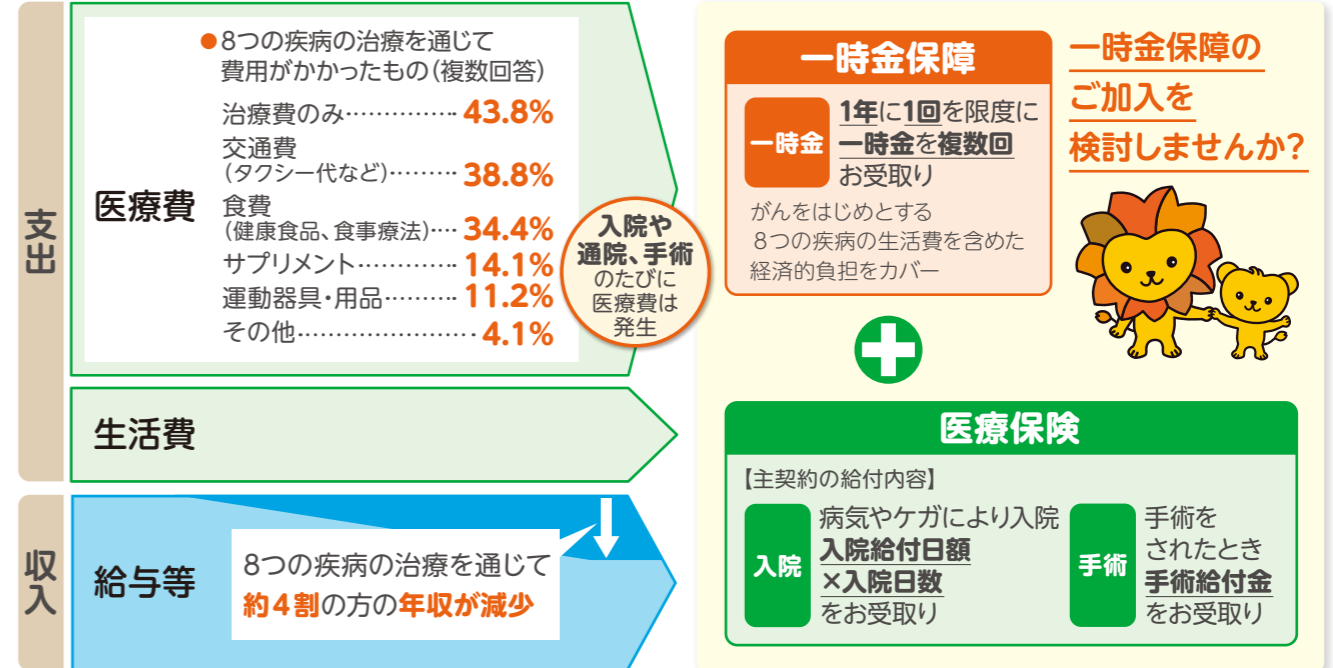 支出
医療費
●8つの疾病の治療を通じて
費用がかかったもの(複数回答)
治療費のみ……………43.8%
交通費
(タクシー代など)………38.8%
食費
(健康食品、食事療法)…34.4%
サプリメント…………14.1%
運動器具・用品………11.2%
その他…………………4.1%
入院や
通院、手術
のたびに
医療費は
発生
生活費
収入
給与等
8つの疾病の治療を通じて
約4割の方の年収が減少
一時金保障
一時金
1年に1回を限度に
一時金を複数回
お受取り
がんをはじめとする
8つの疾病の生活費を含めた
経済的負担をカバー
一時金保障の
ご加入を
検討しませんか?
医療保険
【主契約の給付内容】
入院
病気やケガにより入院
入院給付日額
×入院日数
をお受取り
手術
手術を
されたとき
手術給付金
をお受取り